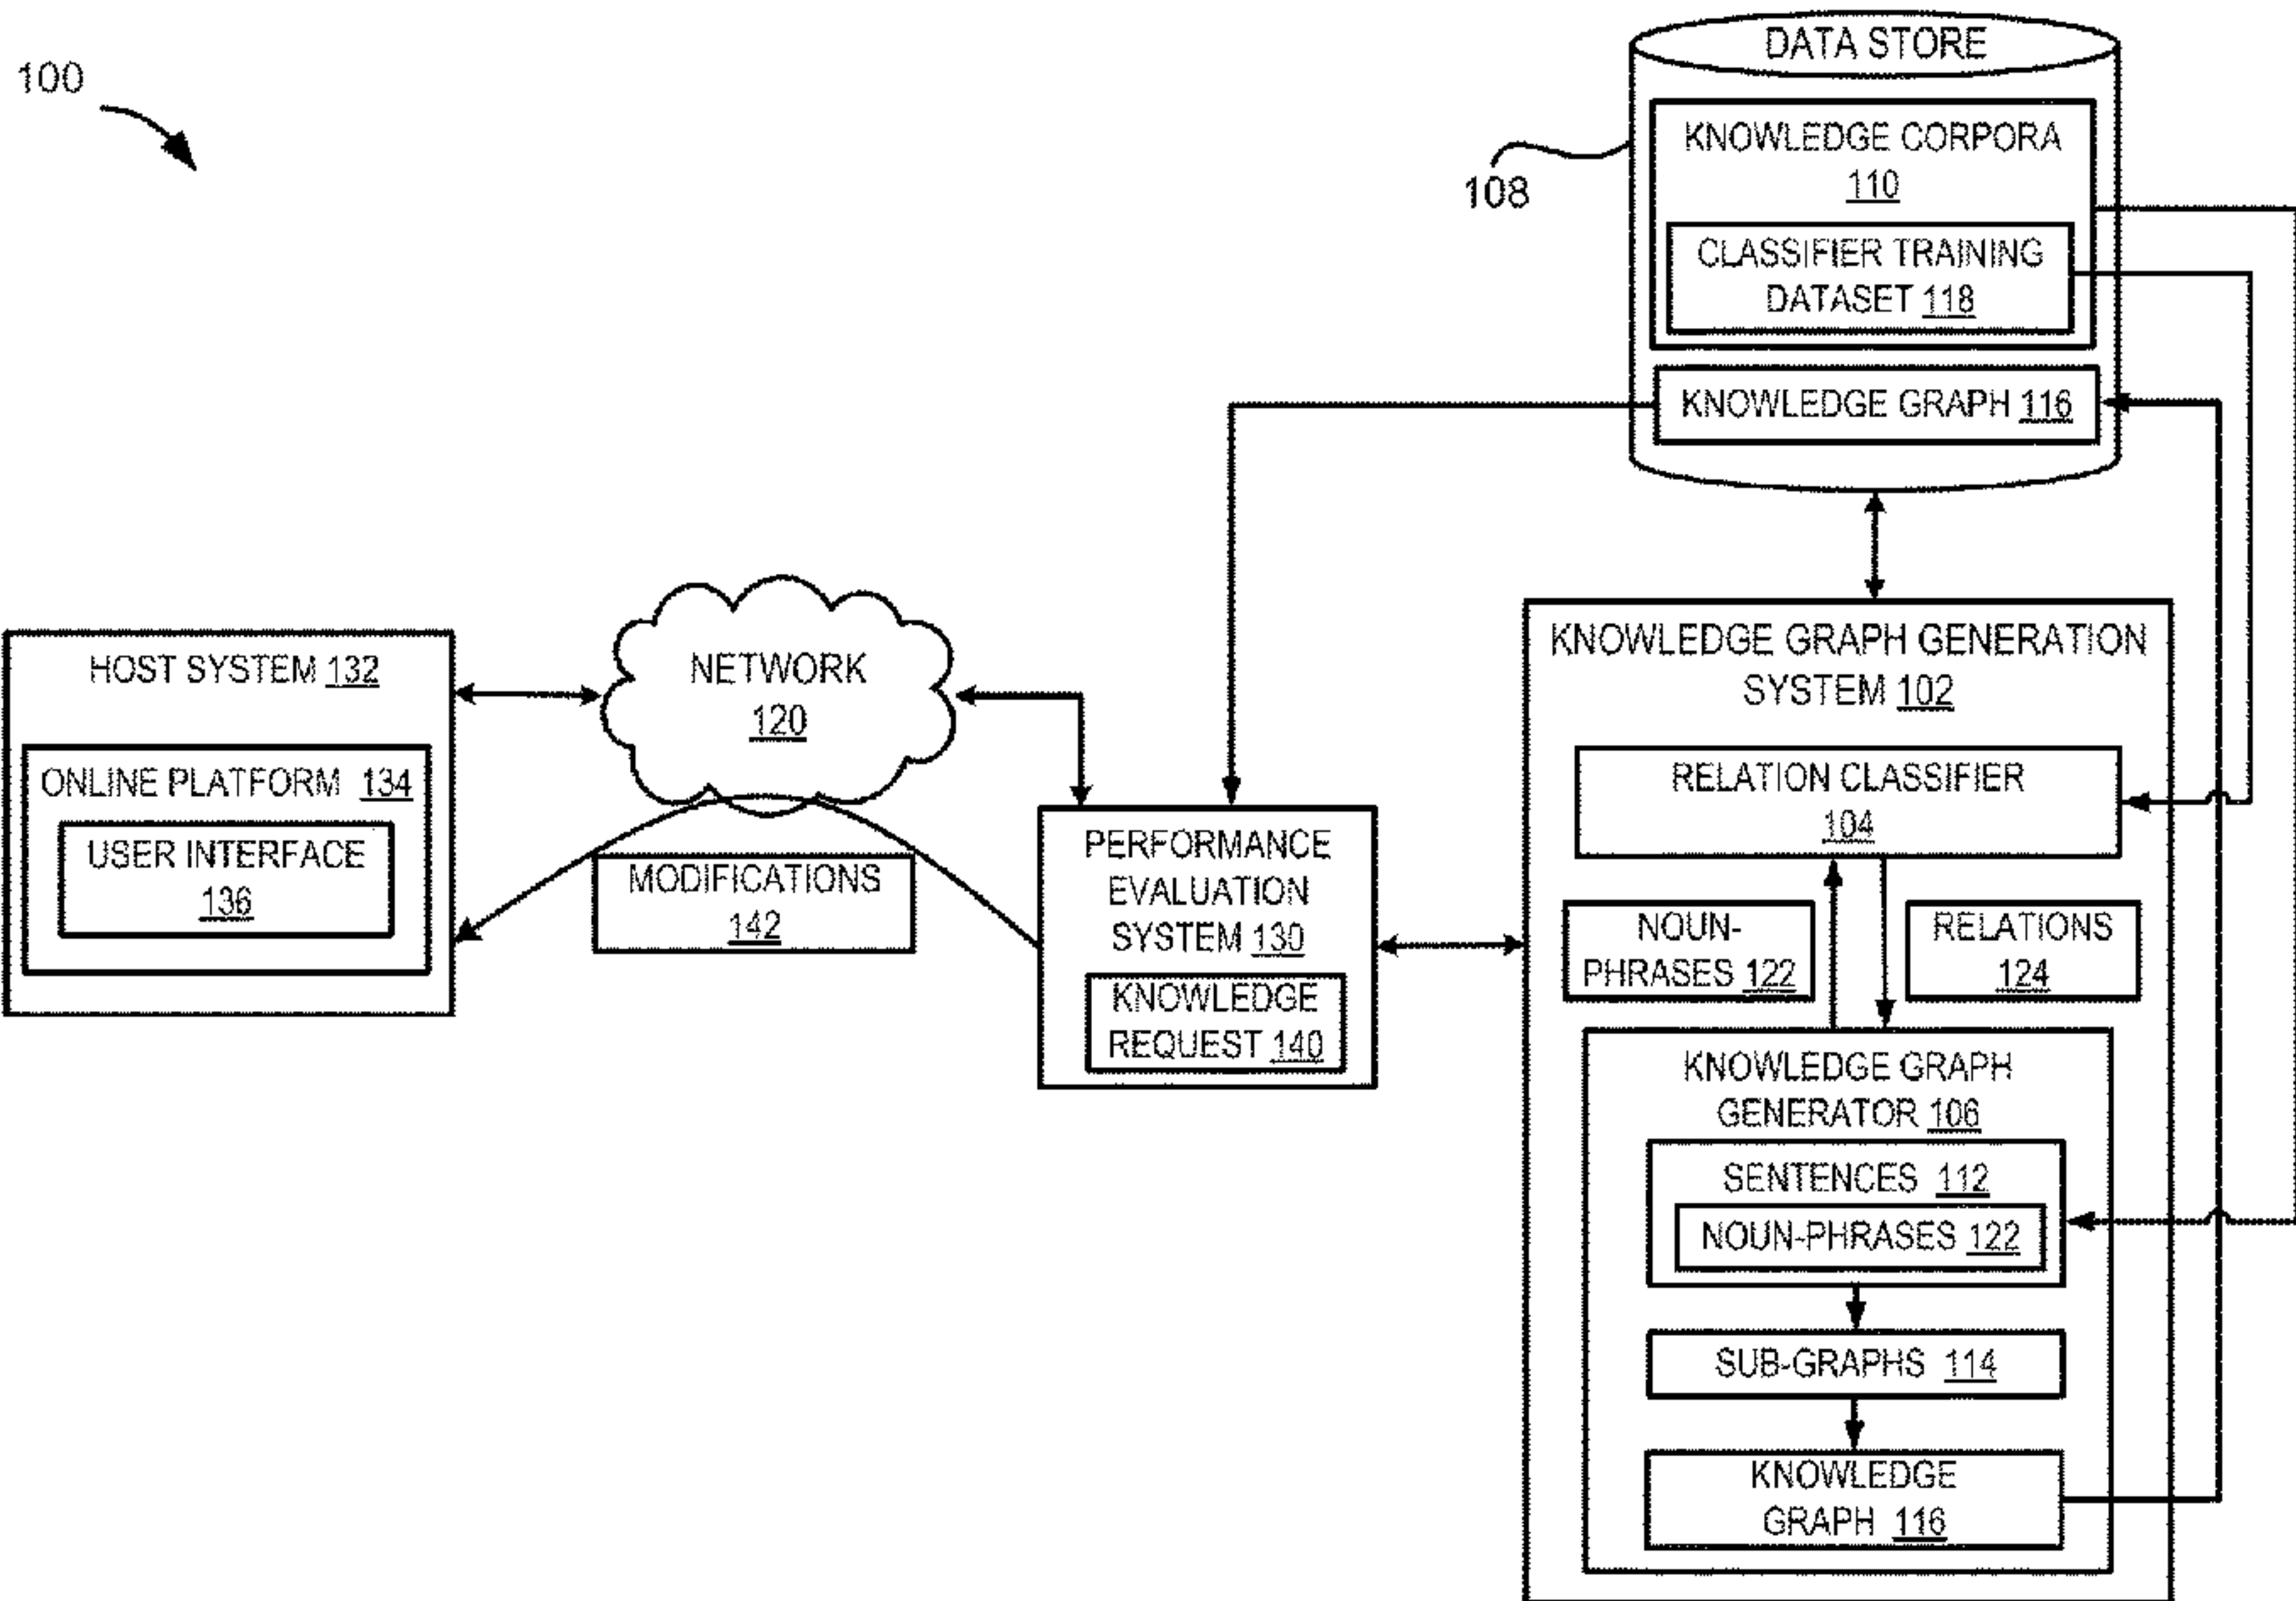 100
DATA STORE
KNOWLEDGE CORPORA
110
108
CLASSIFIER TRAINING
DATASET 118
KNOWLEDGE GRAPH 116
HOST SYSTEM 132
ONLINE PLATFORM 134
USER INTERFACE
136
NETWORK
120
MODIFICATIONS
142
PERFORMANCE
EVALUATION
SYSTEM 130
KNOWLEDGE
REQUEST 140
KNOWLEDGE GRAPH GENERATION
SYSTEM 102
RELATION CLASSIFIER
104
NOUN-
PHRASES 122
RELATIONS
124
KNOWLEDGE GRAPH
GENERATOR 106
SENTENCES 112
NOUN-PHRASES 122
SUB-GRAPHS 114
KNOWLEDGE
GRAPH 116